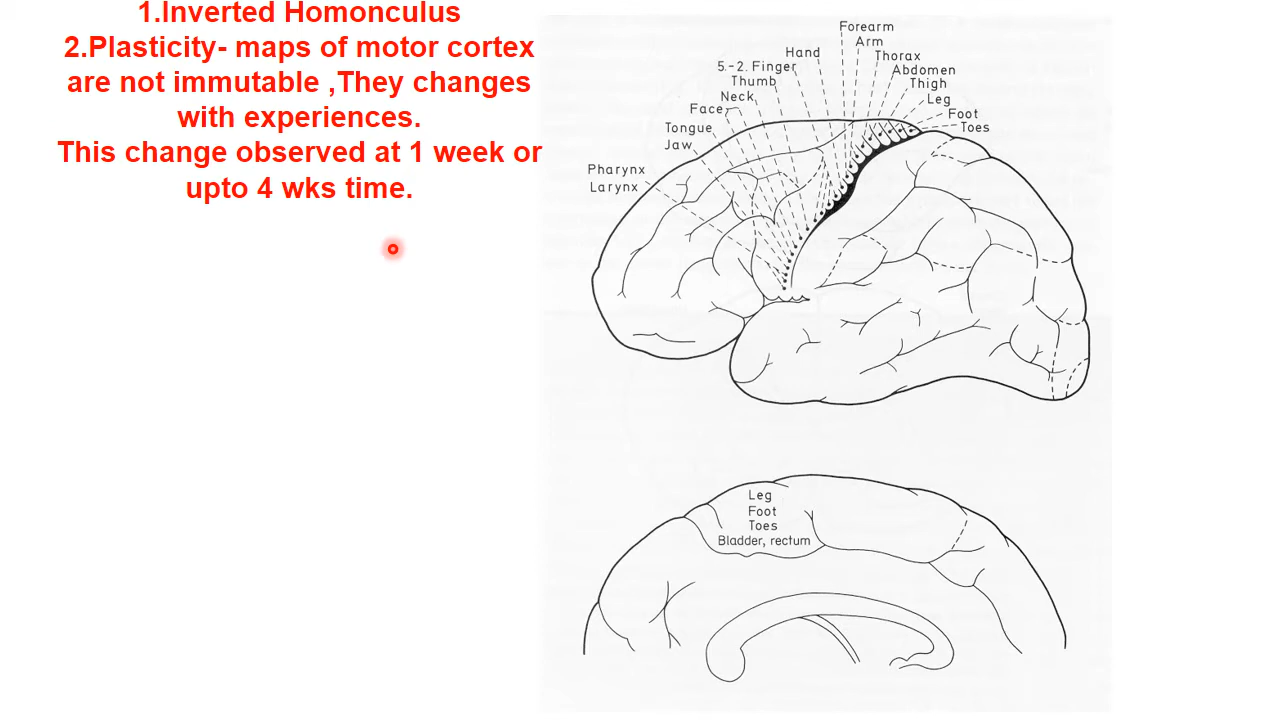 1.Inverted Homonculus
2.Plasticity- maps of motor cortex
are not immutable ,They changes
with experiences.
This change observed at 1 week or
upto 4 wks time.
Forearm
Arm
Hand
Thorax
5.-2. Finger
Abdomen
Thumb
Thigh
Neck
Leg
Face
Foot
Tongue
Toes
Jaw
Pharynx
Larynx
Leg
Foot
Toes
Bladder, rectum